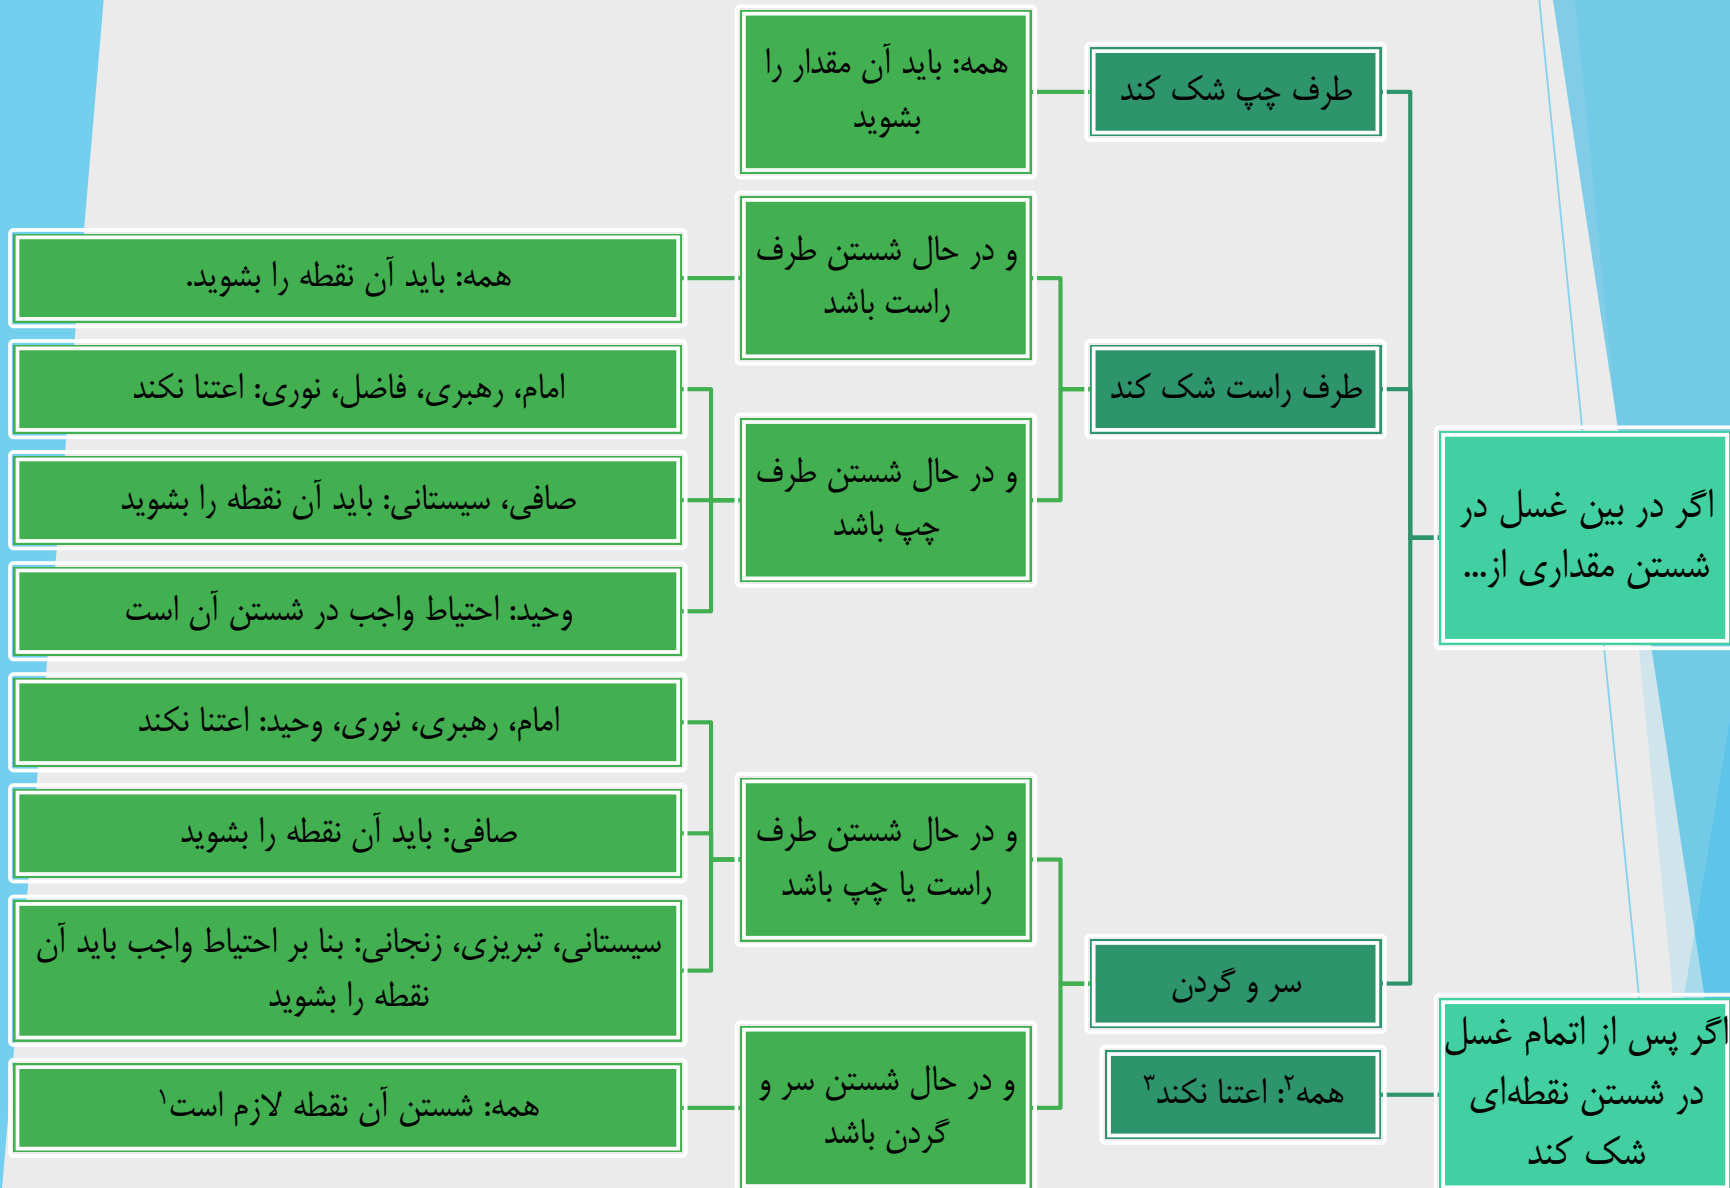 اگر در بین غسل در
شستن مقداری از...
طرف چپ شک کند
همه: باید آن مقدار را
بشوید
طرف راست شک کند
و در حال شستن طرف
راست باشد
همه: باید آن نقطه را بشوید.
و در حال شستن طرف
چپ باشد
امام، رهبری، فاضل، نوری: اعتنا نکند
صافی، سیستانی: باید آن نقطه را بشوید
وحید: احتیاط واجب در شستن آن است
سر و گردن
و در حال شستن طرف
راست یا چپ باشد
امام، رهبری، نوری، وحید: اعتنا نکند
صافی: باید آن نقطه را بشوید
سیستانی، تبریزی، زنجانی: بنا بر احتیاط واجب باید آن
نقطه را بشوید
و در حال شستن سر و
گردن باشد
همه: شستن آن نقطه لازم است۱
اگر پس از اتمام غسل
در شستن نقطه‌ای
شک کند
همه۲: اعتنا نکند۳